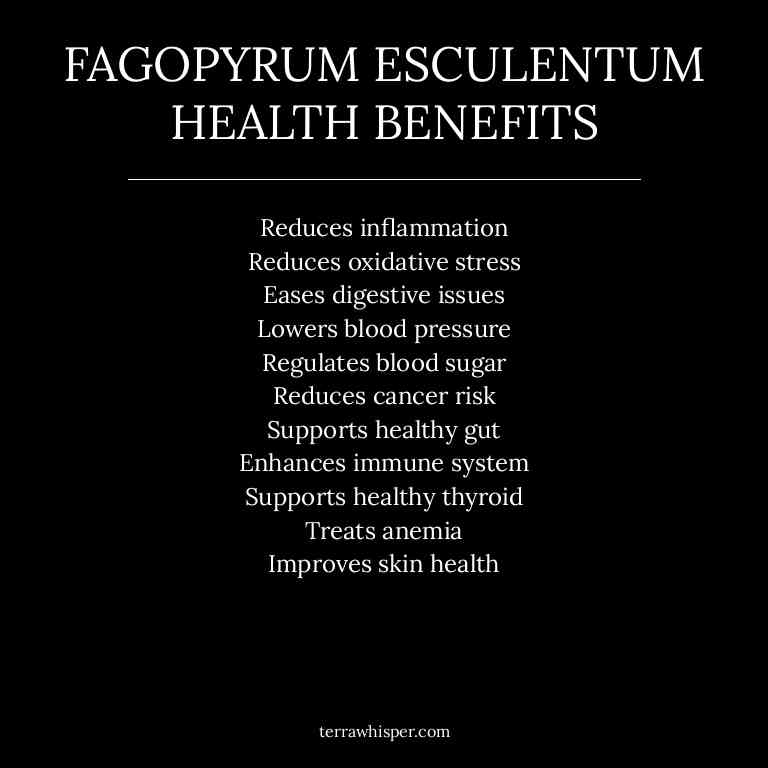 FAGOPYRUM ESCULENTUM
HEALTH BENEFITS
Reduces inflammation
Reduces oxidative stress
Eases digestive issues
Lowers blood pressure
Regulates blood sugar
Reduces cancer risk
Supports healthy gut
Enhances immune system
Supports healthy thyroid
Treats anemia
Improves skin health
terrawhisper.com